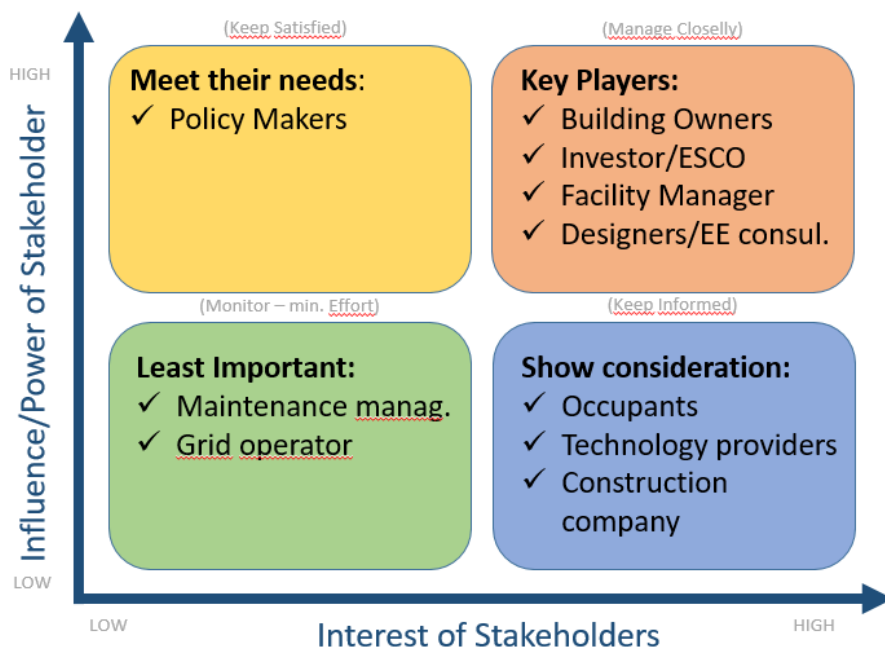 (Keep Satisfied)
(Manage Closelly)
HIGH
Influence/Power of Stakeholder
LOW
Meet their needs:
✓ Policy Makers
Key Players:
✓ Building Owners
✓ Investor/ESCO
✓ Facility Manager
✓ Designers/EE consul.
(Monitor – min. Effort)
(Keep Informed)
Least Important:
✓ Maintenance manag.
✓ Grid operator
Show consideration:
✓ Occupants
✓ Technology providers
✓ Construction
company
LOW
Interest of Stakeholders
HIGH